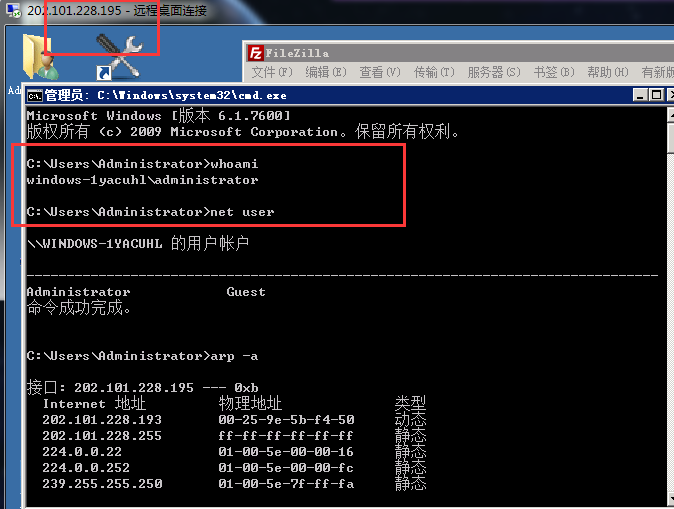 202.101.228.195 - 远程桌面连接
FileZilla
文件(F) 编辑(E) 查看(V) 传输(T) 服务器(S) 书签(B) 帮助(H) 有新版
管理员: C:\Windows\system32\cmd.exe
Microsoft Windows [版本 6.1.7600]
版权所有 (c) 2009 Microsoft Corporation。保留所有权利。
C:\Users\Administrator>whoami
windows-1yacuhl\administrator
C:\Users\Administrator>net user
\\WINDOWS-1YACUHL 的用户帐户
-------------------------------------------------------------------------------
Administrator Guest
命令成功完成。
C:\Users\Administrator>arp -a
接口: 202.101.228.195 --- 0xb
Internet 地址 物理地址 类型
202.101.228.193 00-25-9e-5b-f4-50 动态
202.101.228.255 ff-ff-ff-ff-ff-ff 静态
224.0.0.22 01-00-5e-00-00-16 静态
224.0.0.252 01-00-5e-00-00-fc 静态
239.255.255.250 01-00-5e-7f-ff-fa 静态